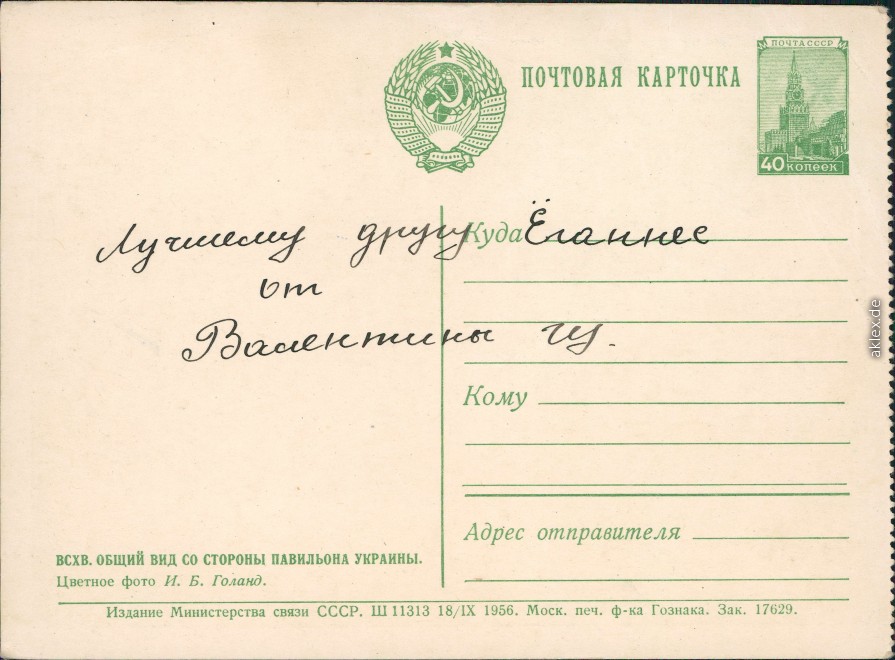 ПОЧТА СССР
ПОЧТОВАЯ КАРТОЧКА
40 КОПЕЕК
Куда
Лучшему другу Ёганнес
от
Валентины
Кому
Адрес отправителя
ВСХВ. ОБЩИЙ ВИД СО СТОРОНЫ ПАВИЛЬОНА УКРАИНЫ.
Цветное фото И. Б. Голанд.
Издание Министерства связи СССР. Ш 11313 18/IX 1956. Моск. печ. ф-ка Гознака. Зак. 17629.
aklex.de